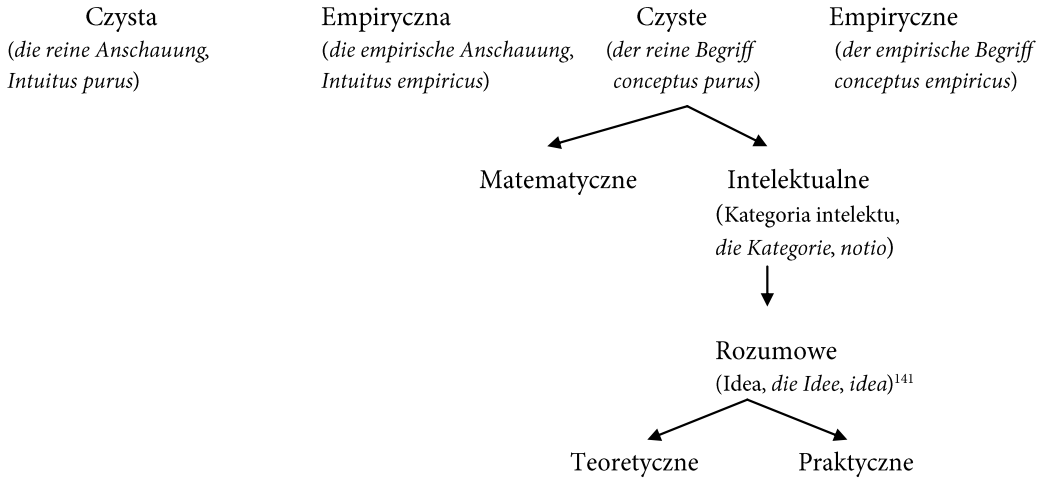 Czysta Empiryczna Czyste Empiryczne
(die reine Anschauung, (die empirische Anschauung, (der reine Begriff (der empirische Begriff
Intuitus purus) Intuitus empiricus) conceptus purus) conceptus empiricus)
Matematyczne Intelektualne
(Kategoria intelektu,
die Kategorie, notio)
Rozumowe
(Idea, die Idee, idea)141
Teoretyczne Praktyczne